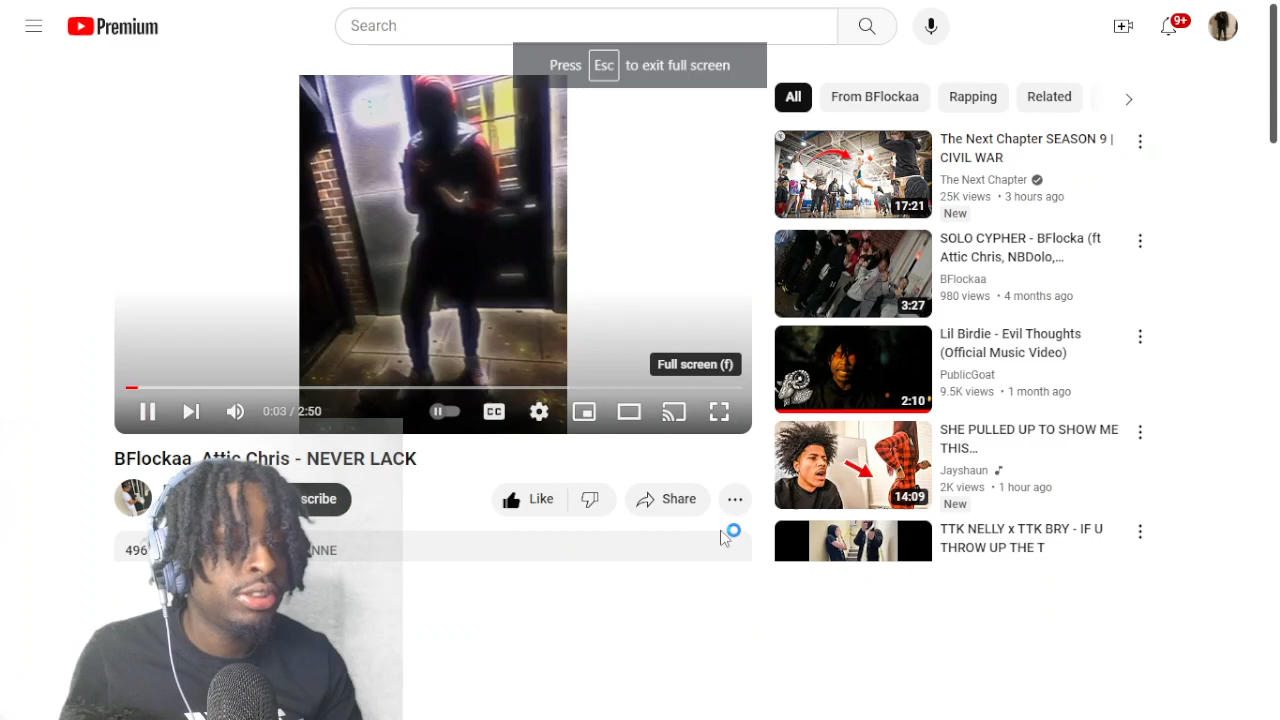 Premium
Search
9+
Press Esc to exit full screen
Full screen (f)
0:03 / 2:50
CC
BFlockaa Attic Chris - NEVER LACK
Like
Share
496
All
From BFlockaa
Rapping
Related
The Next Chapter SEASON 9 |
CIVIL WAR
The Next Chapter
25K views • 3 hours ago
New
17:21
SOLO CYPHER - BFlocka (ft
Attic Chris, NBDolo,...
BFlockaa
980 views • 4 months ago
3:27
Lil Birdie - Evil Thoughts
(Official Music Video)
PublicGoat
9.5K views • 1 month ago
2:10
SHE PULLED UP TO SHOW ME
THIS...
Jayshaun
2K views • 1 hour ago
New
14:09
TTK NELLY x TTK BRY - IF U
THROW UP THE T